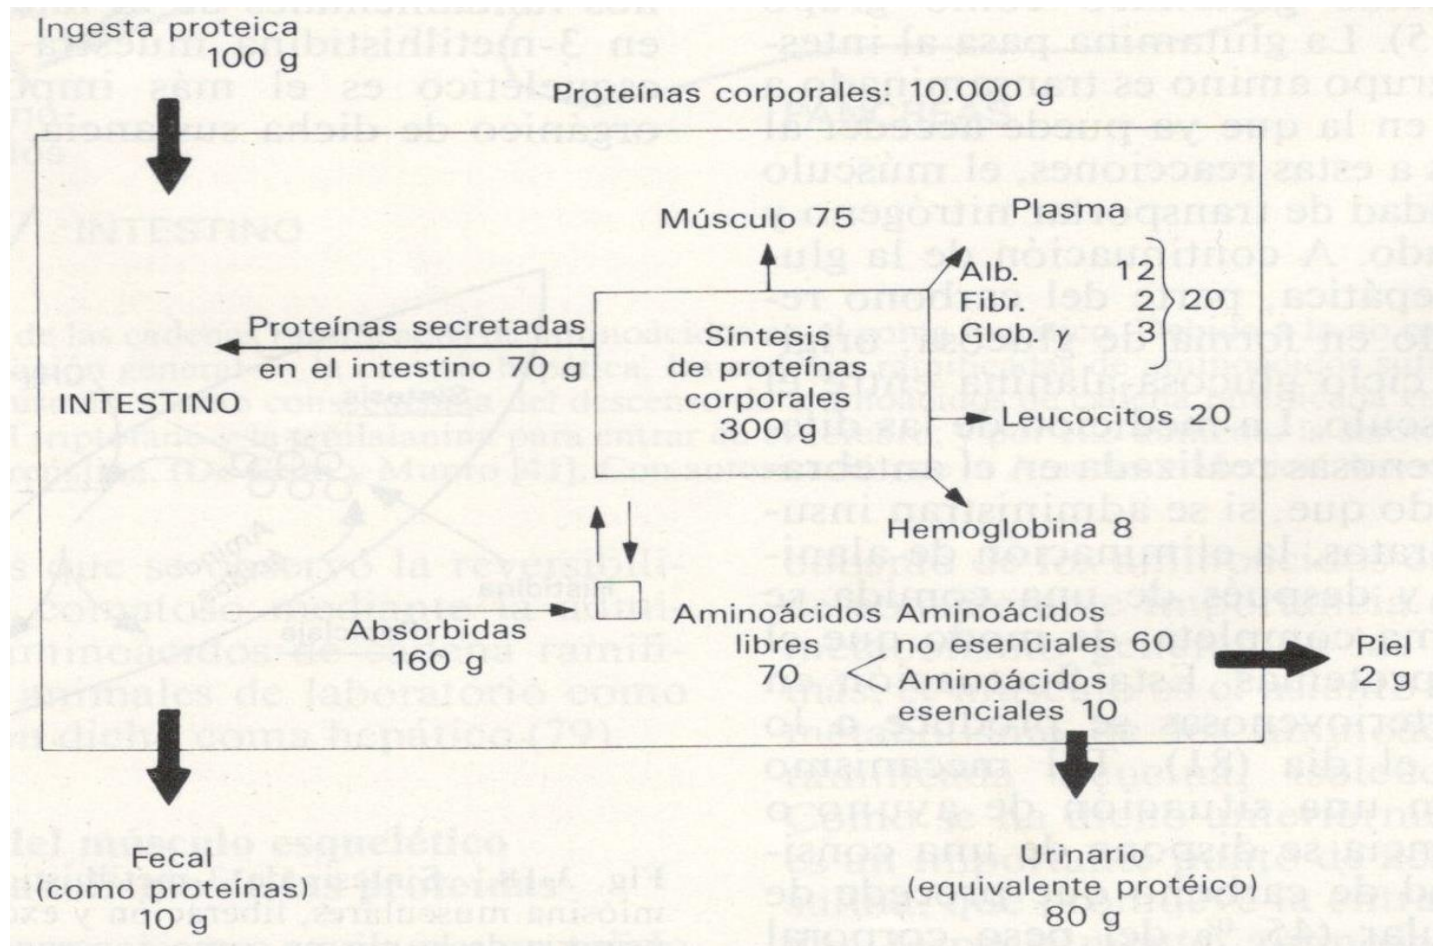 Ingesta proteica
100 g
Proteínas corporales: 10.000 g
Músculo 75
Plasma
Alb. 12
Fibr. 2
Glob. γ 3
20
Proteínas secretadas
en el intestino 70 g
Síntesis
de proteínas
corporales
300 g
INTESTINO
Leucocitos 20
Hemoglobina 8
Absorbidas
160 g
Aminoácidos
libres
70
Aminoácidos
no esenciales 60
Aminoácidos
esenciales 10
Piel
2 g
Fecal
(como proteínas)
10 g
Urinario
(equivalente protéico)
80 g